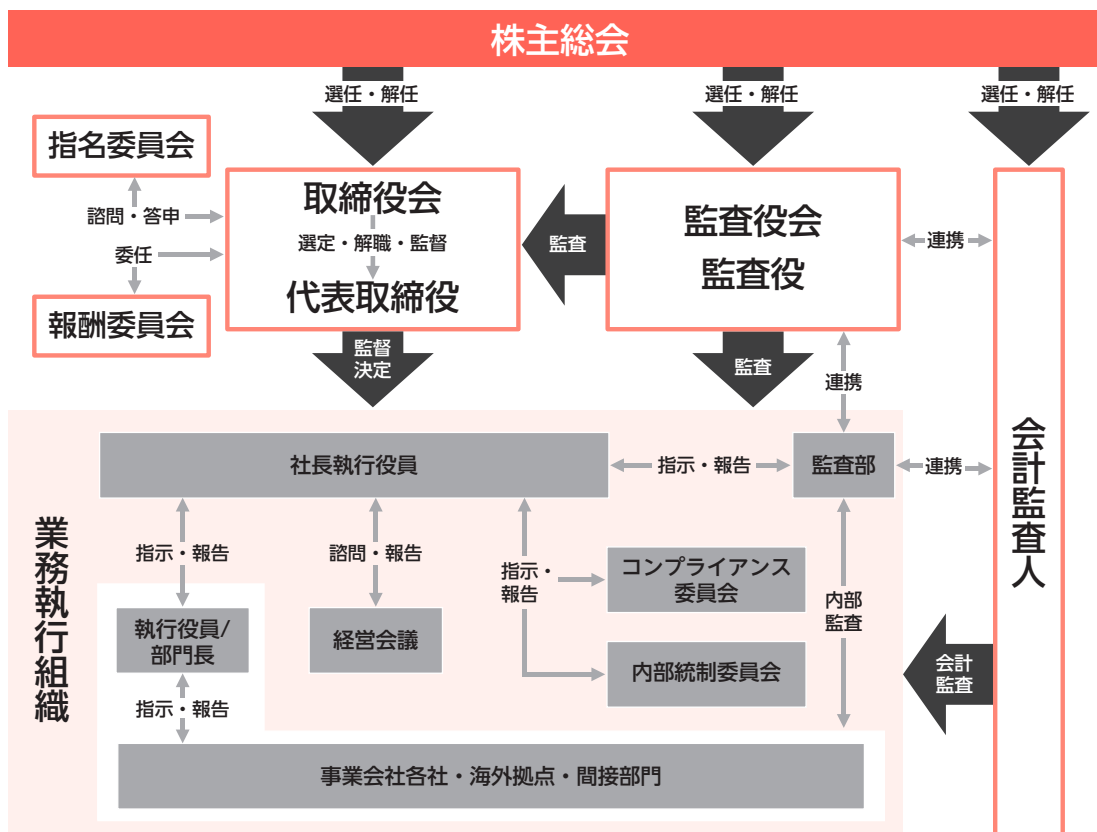 株主総会
選任・解任
選任・解任
選任・解任
指名委員会
諮問・答申
委任
報酬委員会
取締役会
選定・解職・監督
代表取締役
監査
監査役会
監査役
連携
監督
決定
監査
連携
会計監査人
業務執行組織
社長執行役員
指示・報告
監査部
連携
指示・報告
諮問・報告
指示・
報告
コンプライアンス
委員会
内部
監査
執行役員/
部門長
経営会議
内部統制委員会
会計
監査
指示・報告
事業会社各社・海外拠点・間接部門